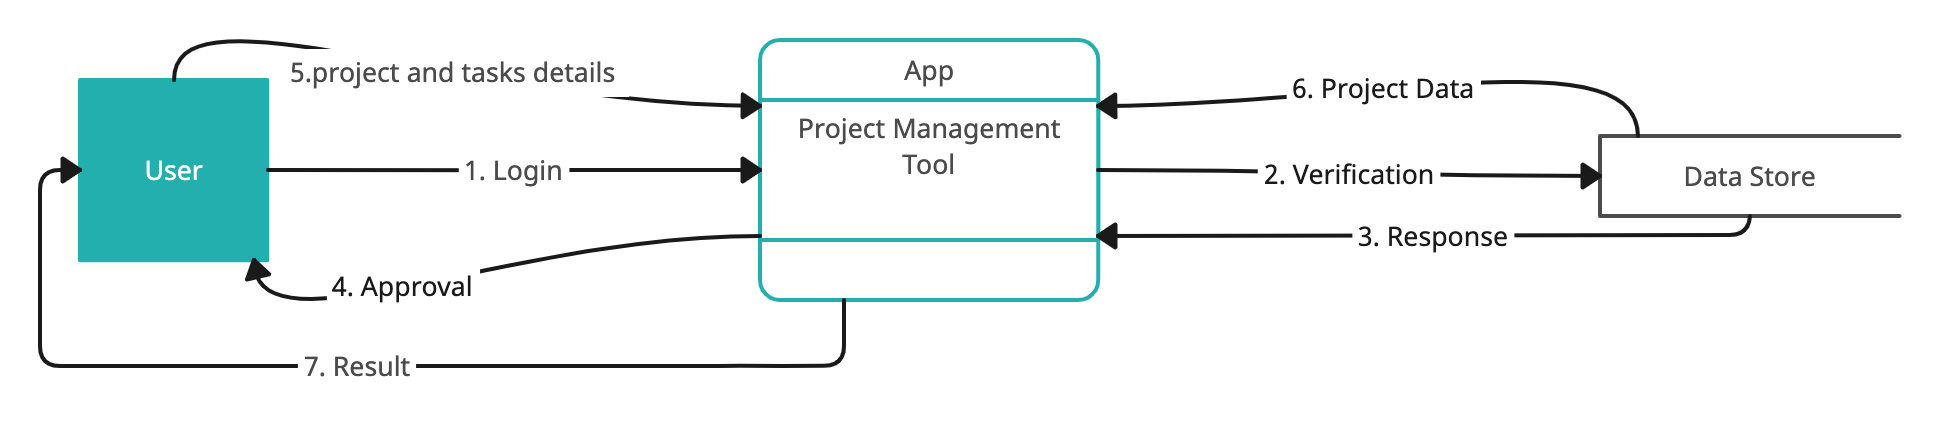 App
5.project and tasks details
6. Project Data
Project Management
Tool
User
1. Login
2. Verification
Data Store
3. Response
4. Approval
7. Result